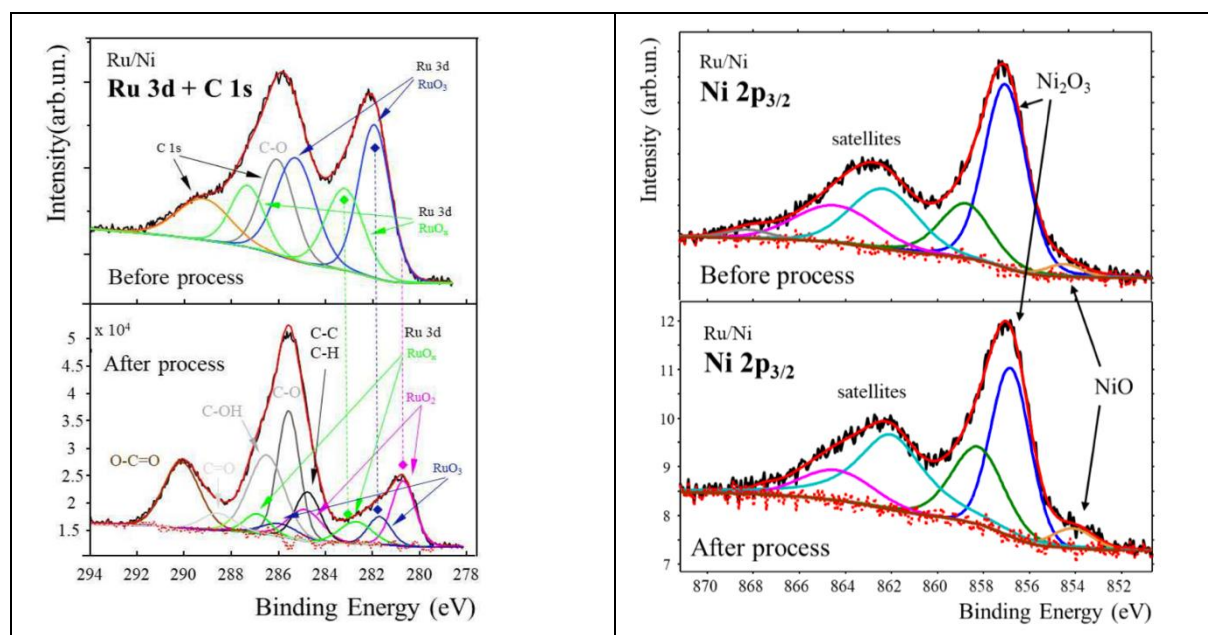 Ru/Ni
Ru 3d + C 1s
Intensity(arb.un.)
Ru 3d
RuO₃
C 1s
C-O
Ru 3d
RuOₙ
Before process
x 10⁴
After process
C-C
C-H
Ru 3d
RuOₙ
C-O
C-OH
RuO₂
O-C=O
C=O
RuO₃
5
4.5
4
3.5
3
2.5
2
1.5
294 292 290 288 286 284 282 280 278
Binding Energy (eV)
Ru/Ni
Ni 2p₃/₂
Intensity (arb.un.)
Ni₂O₃
satellites
Before process
Ru/Ni
Ni 2p₃/₂
NiO
satellites
After process
12
11
10
9
8
7
870 868 866 864 862 860 858 856 854 852
Binding Energy (eV)